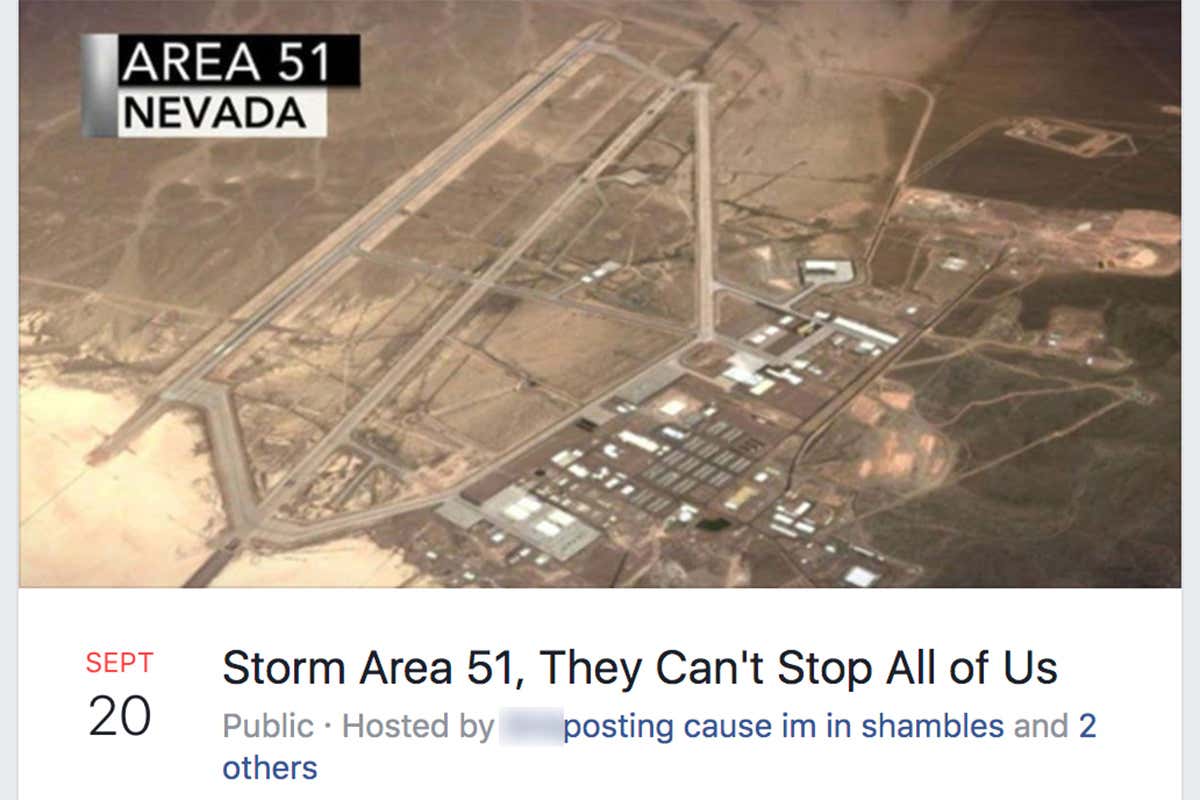 AREA 51
NEVADA
SEPT
20
Storm Area 51, They Can't Stop All of Us
Public · Hosted by posting cause im in shambles and 2
others